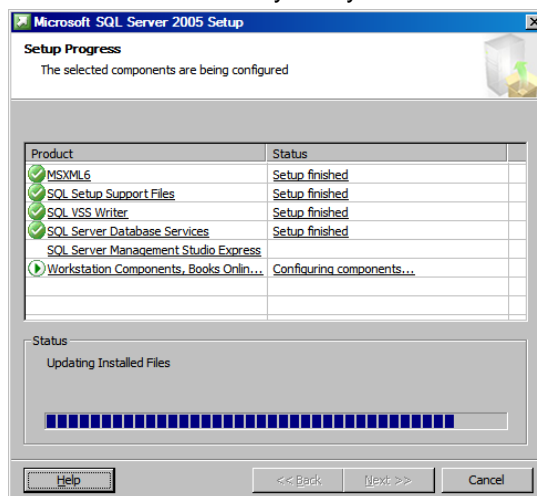 Microsoft SQL Server 2005 Setup
Setup Progress
The selected components are being configured
Product Status
MSXML6 Setup finished
SQL Setup Support Files Setup finished
SQL VSS Writer Setup finished
SQL Server Database Services Setup finished
SQL Server Management Studio Express
Workstation Components, Books Onlin... Configuring components...
Status
Updating Installed Files
Help << Back Next >> Cancel